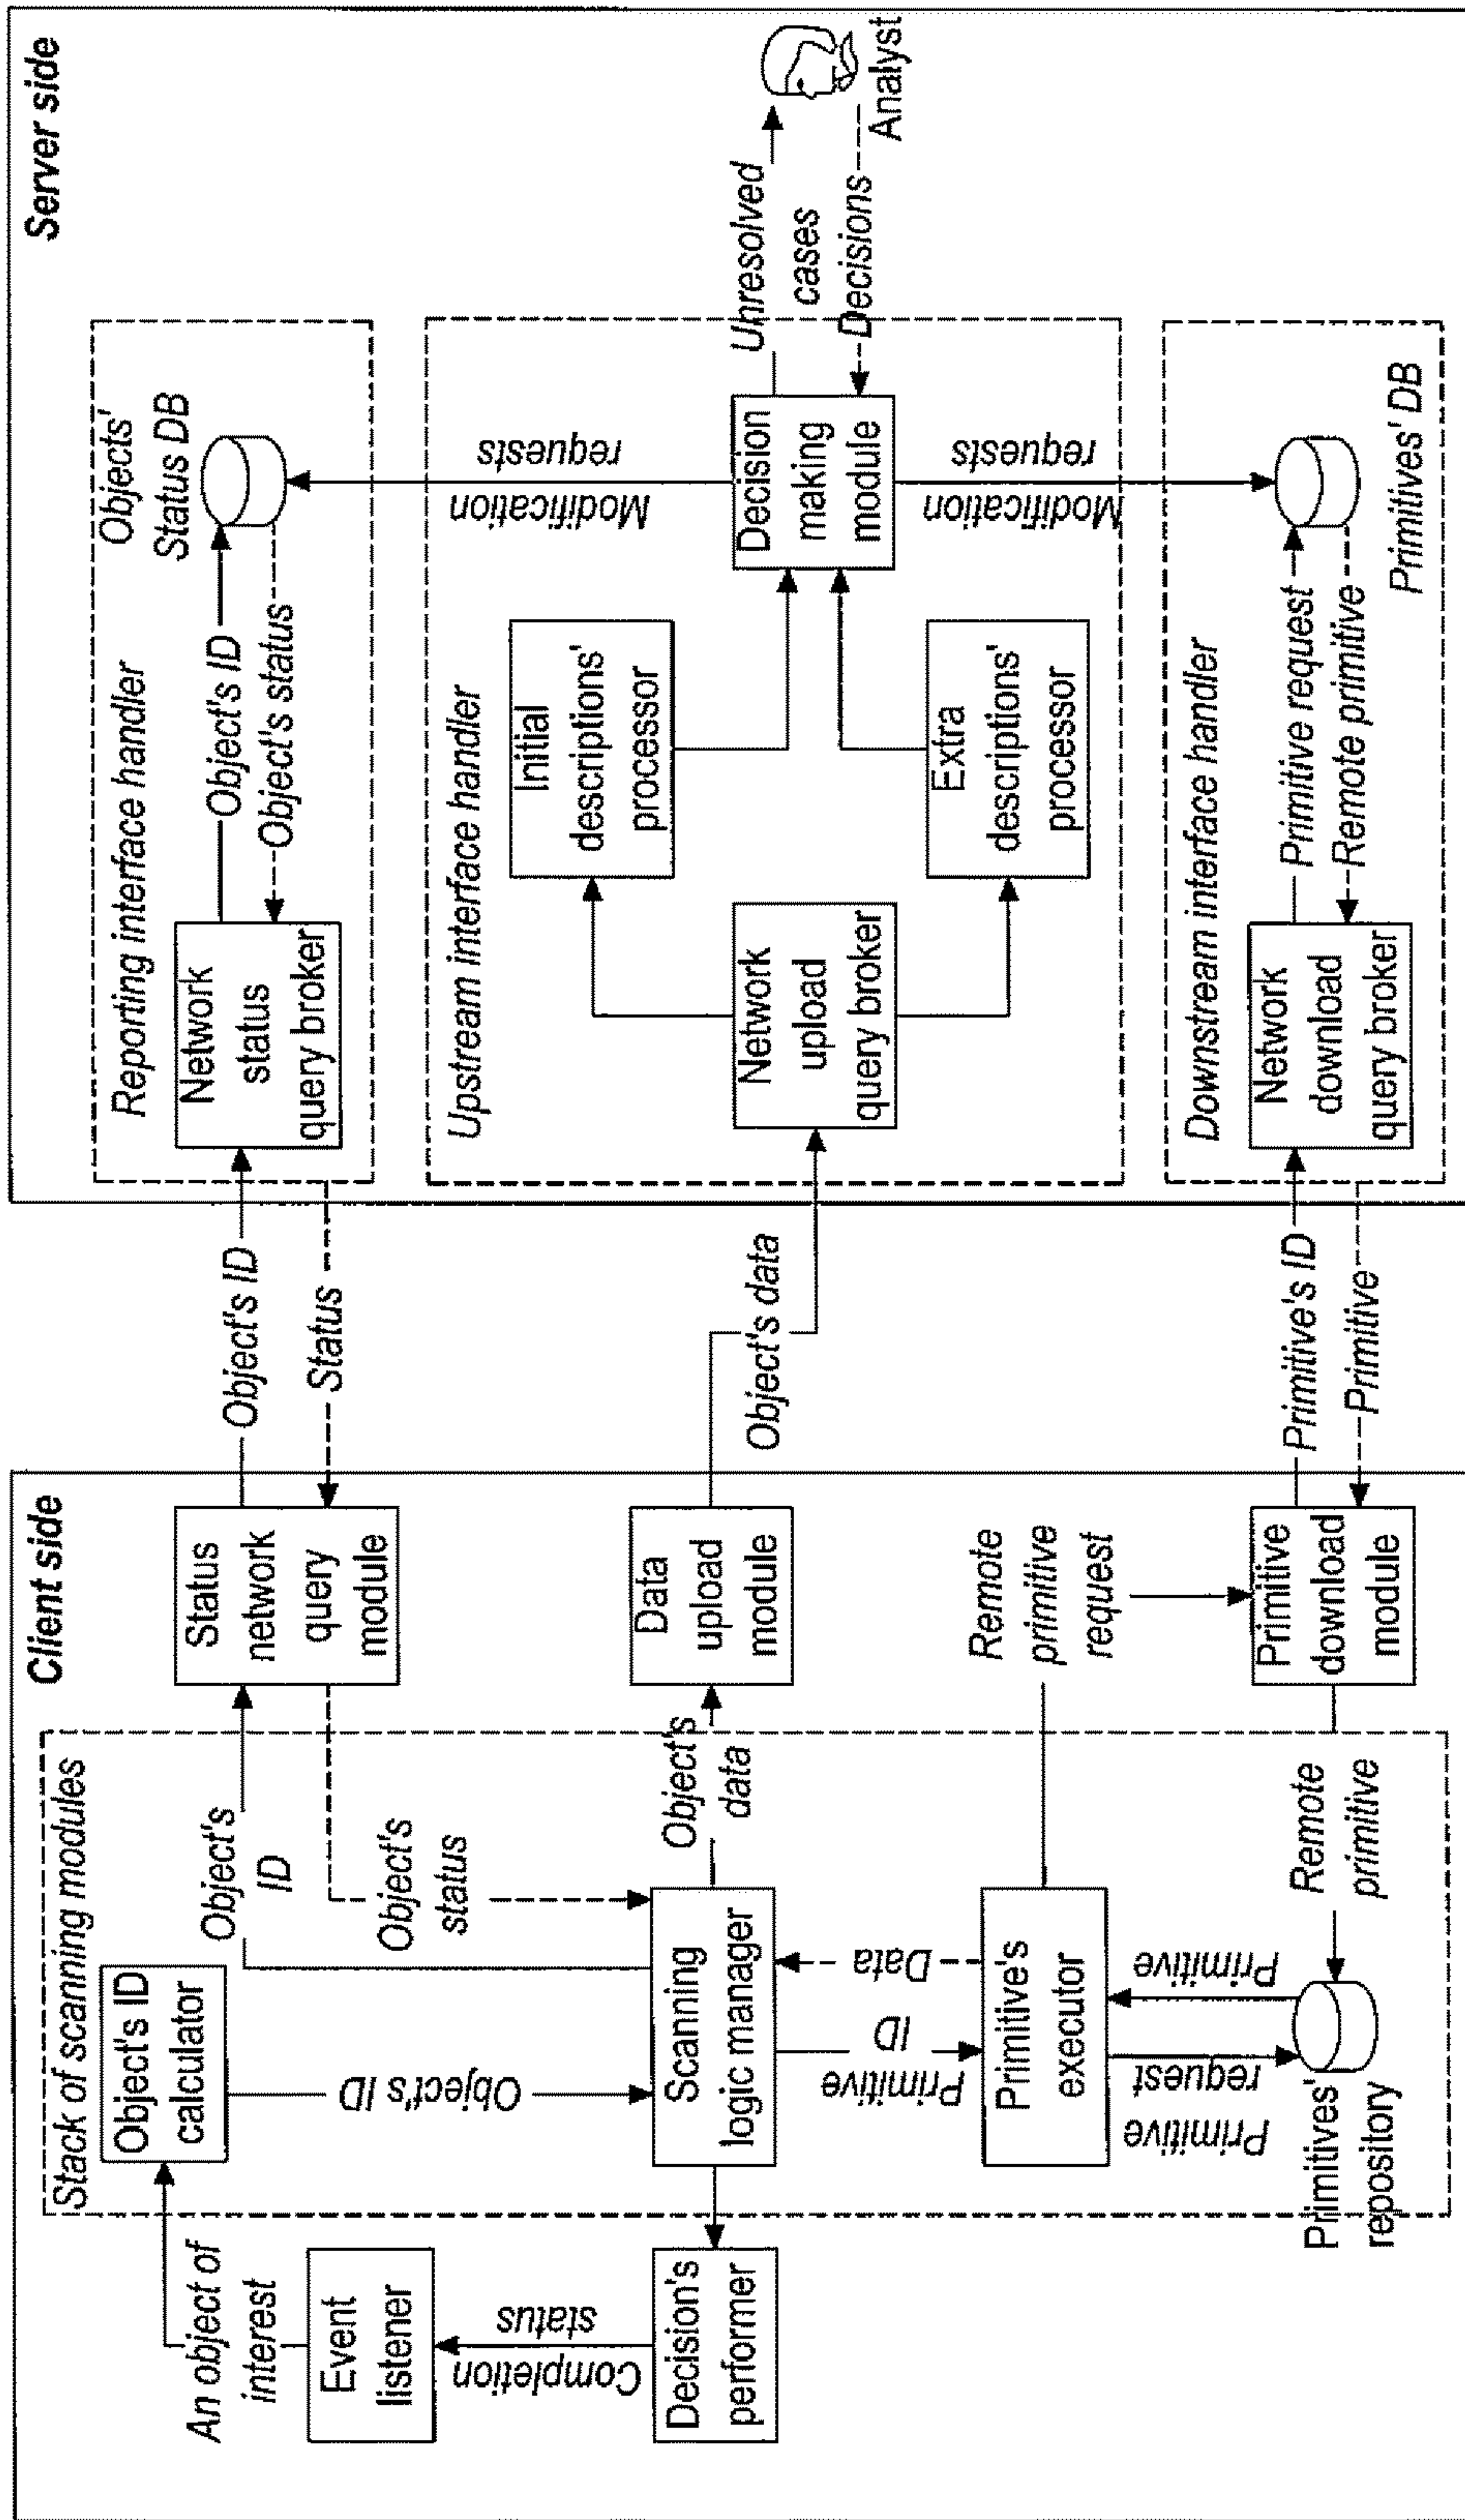 Client side
Stack of scanning modules
An object of
interest
Event
listener
Completion
status
Decision's
performer
Object's ID
calculator
Object's ID
Scanning
logic manager
Object's
ID
Object's
status
Object's
data
Primitive
ID
Data
Primitive's
executor
Primitive
request
Primitive
Primitives'
repository
Remote
primitive
Remote
primitive
request
Status
network
query
module
Data
upload
module
Primitive
download
module
Object's ID
Status
Object's data
Primitive's ID
Primitive
Server side
Reporting interface handler
Network
status
query broker
Object's ID
Object's status
Objects'
Status DB
Upstream interface handler
Network
upload
query broker
Initial
descriptions'
processor
Extra
descriptions'
processor
Modification
requests
Decision
making
module
Modification
requests
Unresolved
cases
Decisions
Analyst
Downstream interface handler
Network
download
query broker
Primitive request
Remote primitive
Primitives' DB